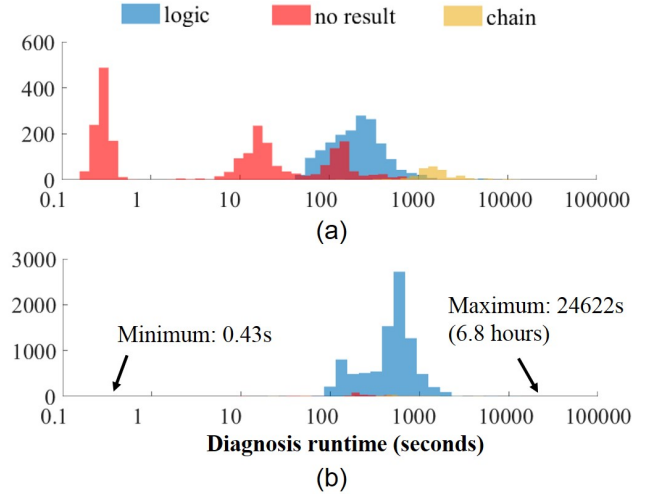 logic no result chain
600
400
200
0
0.1 1 10 100 1000 10000 100000
(a)
3000
2000
1000
0
Minimum: 0.43s
Maximum: 24622s
(6.8 hours)
0.1 1 10 100 1000 10000 100000
Diagnosis runtime (seconds)
(b)